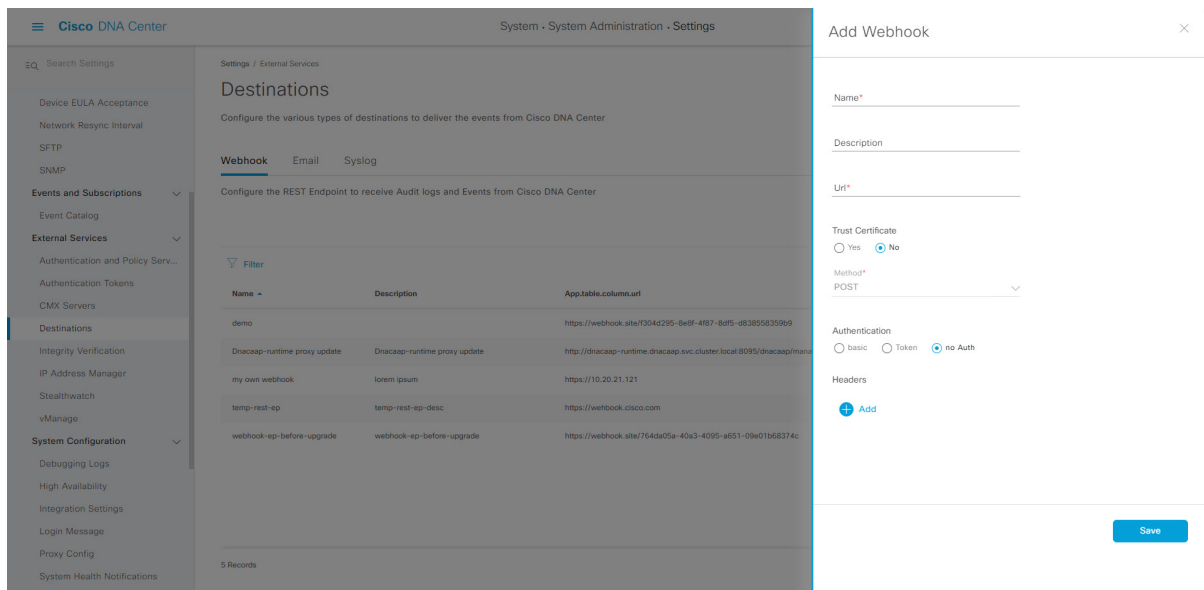 Cisco DNA Center
System · System Administration · Settings
Search Settings
Device EULA Acceptance
Network Resync Interval
SFTP
SNMP
Events and Subscriptions
Event Catalog
External Services
Authentication and Policy Serv...
Authentication Tokens
CMX Servers
Destinations
Integrity Verification
IP Address Manager
Stealthwatch
vManage
System Configuration
Debugging Logs
High Availability
Integration Settings
Login Message
Proxy Config
System Health Notifications
Settings / External Services
Destinations
Configure the various types of destinations to deliver the events from Cisco DNA Center
Webhook Email Syslog
Configure the REST Endpoint to receive Audit logs and Events from Cisco DNA Center
Filter
Name Description App.table.column.url
demo https://webhook.site/f304d295-8e8f-4f87-8df5-d838558359b9
Dnacaap-runtime proxy update Dnacaap-runtime proxy update http://dnacaap-runtime.dnacaap.svc.cluster.local:8095/dnacaap/mana
my own webhook lorem ipsum https://10.20.21.121
temp-rest-ep temp-rest-ep-desc https://wehbook.cisco.com
webhook-ep-before-upgrade webhook-ep-before-upgrade https://webhook.site/764da05a-40a3-4095-a651-09e01b68374c
5 Records
Add Webhook
Name*
Description
Url*
Trust Certificate
Yes No
Method*
POST
Authentication
basic Token no Auth
Headers
Add
Save